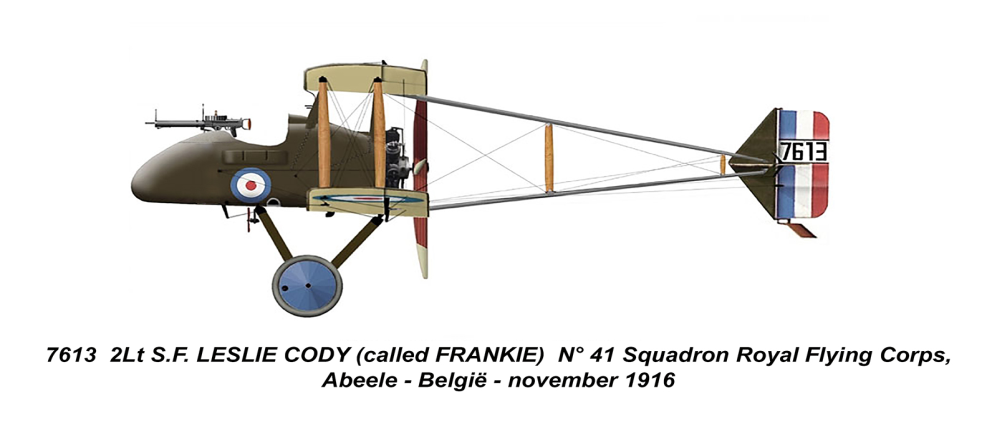 7613
7613 2Lt S.F. LESLIE CODY (called FRANKIE) N° 41 Squadron Royal Flying Corps,
Abeele - België - november 1916